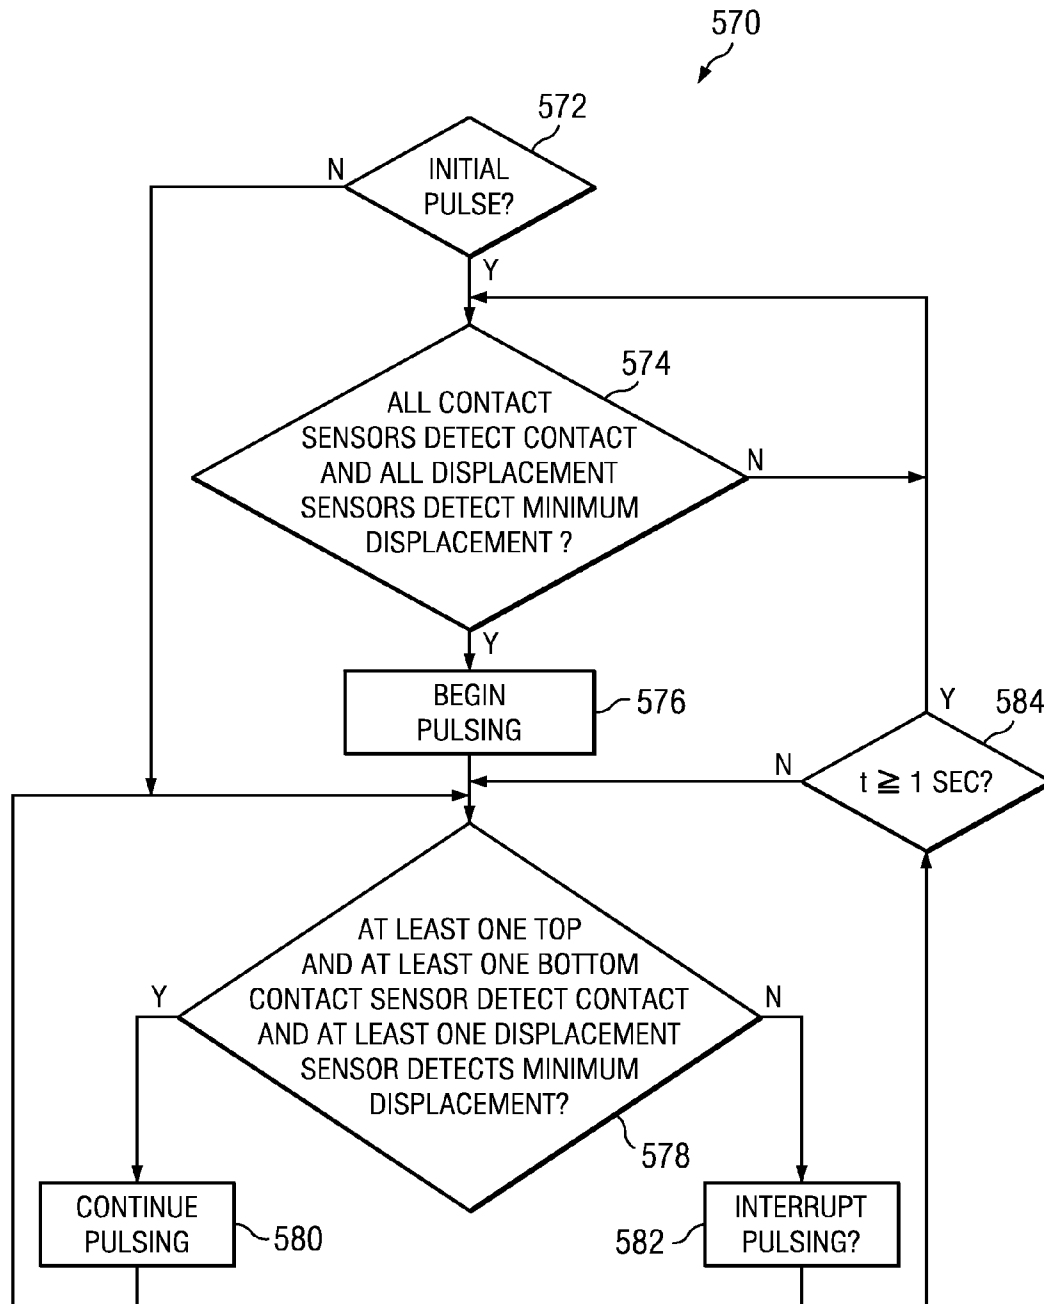 570
572
N
INITIAL
PULSE?
Y
574
ALL CONTACT
SENSORS DETECT CONTACT
AND ALL DISPLACEMENT
SENSORS DETECT MINIMUM
DISPLACEMENT ?
N
Y
BEGIN
PULSING
576
Y
584
N
t ≧ 1 SEC?
AT LEAST ONE TOP
AND AT LEAST ONE BOTTOM
CONTACT SENSOR DETECT CONTACT
AND AT LEAST ONE DISPLACEMENT
SENSOR DETECTS MINIMUM
DISPLACEMENT?
Y
N
578
CONTINUE
PULSING
580
582
INTERRUPT
PULSING?